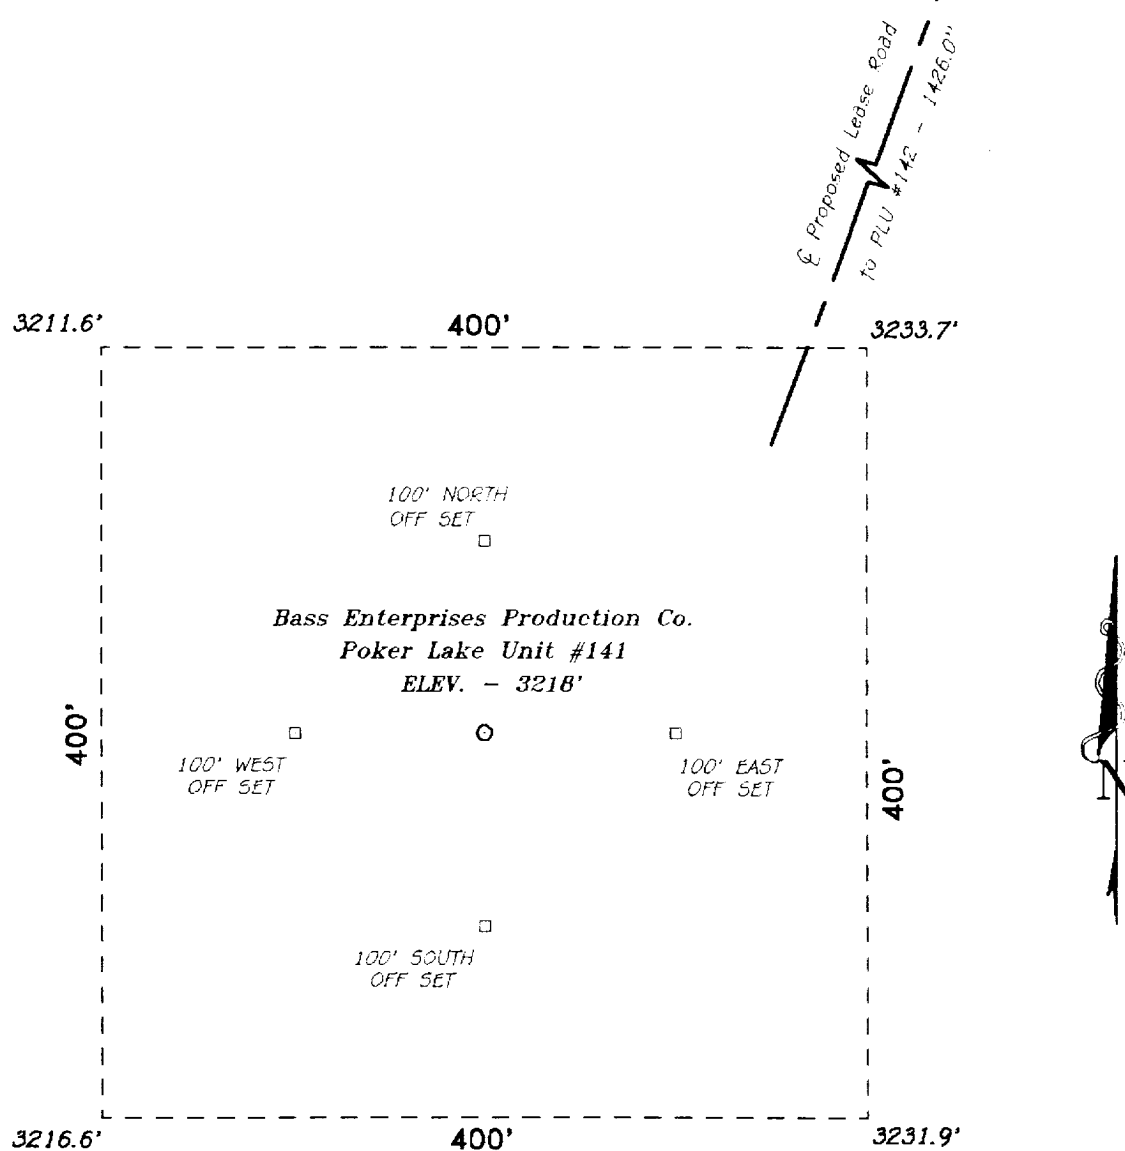 ℄ Proposed Lease Road
to PLU #142 - 1426.0"
3211.6'
400'
3233.7'
100' NORTH
OFF SET
Bass Enterprises Production Co.
Poker Lake Unit #141
ELEV. - 3218'
400'
100' WEST
OFF SET
100' EAST
OFF SET
400'
100' SOUTH
OFF SET
3216.6'
400'
3231.9'